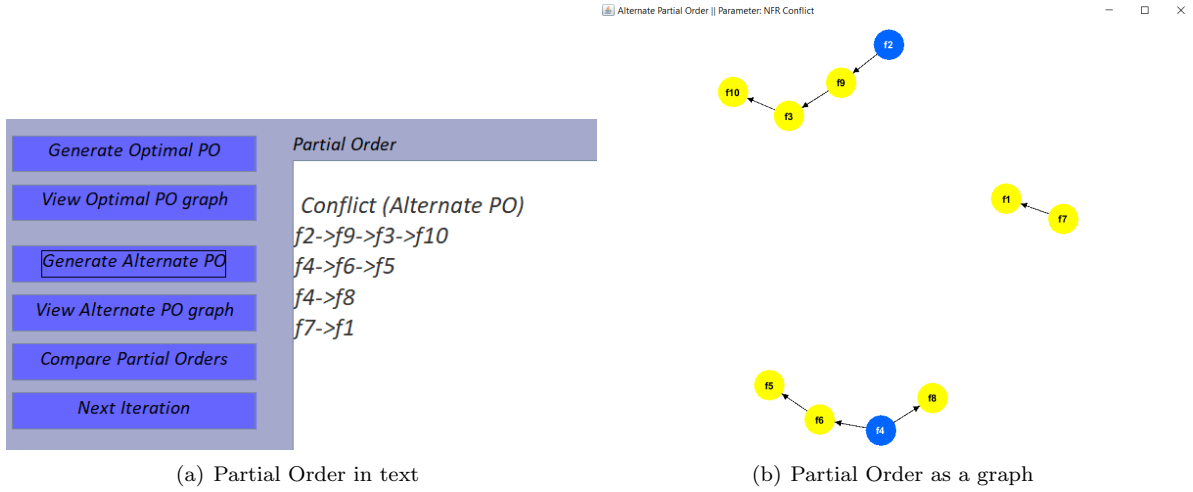 Generate Optimal PO
View Optimal PO graph
Generate Alternate PO
View Alternate PO graph
Compare Partial Orders
Next Iteration
Partial Order
Conflict (Alternate PO)
f2->f9->f3->f10
f4->f6->f5
f4->f8
f7->f1
(a) Partial Order in text
Alternate Partial Order || Parameter: NFR Conflict
f2
f9
f10
f3
f1
f7
f5
f8
f6
f4
(b) Partial Order as a graph